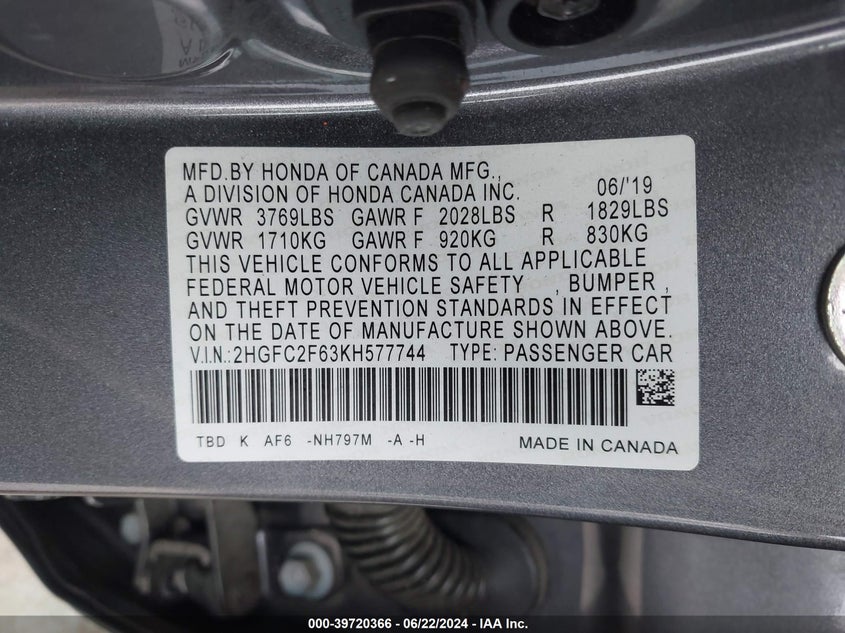 MFD.BY HONDA OF CANADA MFG.,
A DIVISION OF HONDA CANADA INC. 06/'19
GVWR 3769LBS GAWR F 2028LBS R 1829LBS
GVWR 1710KG GAWR F 920KG R 830KG
THIS VEHICLE CONFORMS TO ALL APPLICABLE
FEDERAL MOTOR VEHICLE SAFETY , BUMPER ,
AND THEFT PREVENTION STANDARDS IN EFFECT
ON THE DATE OF MANUFACTURE SHOWN ABOVE.
V.I.N.:2HGFC2F63KH577744 TYPE: PASSENGER CAR
TBD K AF6 -NH797M -A -H MADE IN CANADA
000-39720366 - 06/22/2024 - IAA Inc.